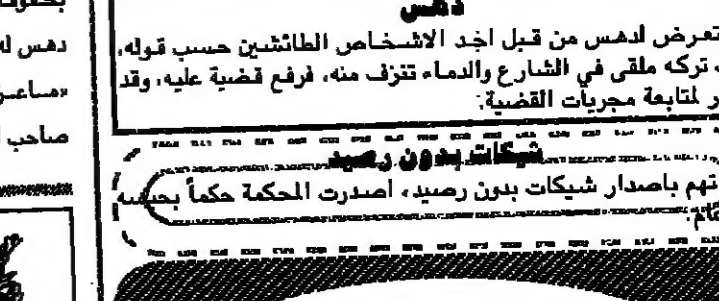 دهس
تعرض لدهس من قبل احد الاشخاص الطائشين حسب قوله،
تركه ملقى في الشارع والدماء تنزف منه، فرفع قضية عليه، وقد
ر لمتابعة مجريات القضية.
شيكات بدون رصيد
اتهم باصدار شيكات بدون رصيد، اصدرت المحكمة حكماً بحبسه
عام.
دهس له
صاحب